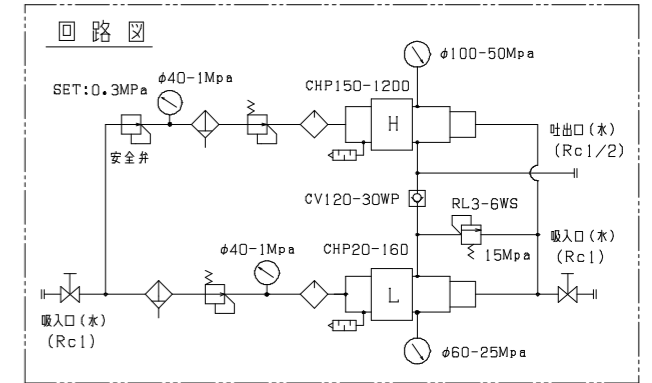 回路図
φ100-50Mpa
φ40-1Mpa
SET:0.3MPa
CHP150-12DD
H
安全弁
吐出口(水)
(Rc1/2)
CV120-30WP
RL3-6WS
φ40-1Mpa
CHP20-16D
15Mpa
吸入口(水)
(Rc1)
L
吸入口(水)
(Rc1)
φ60-25Mpa